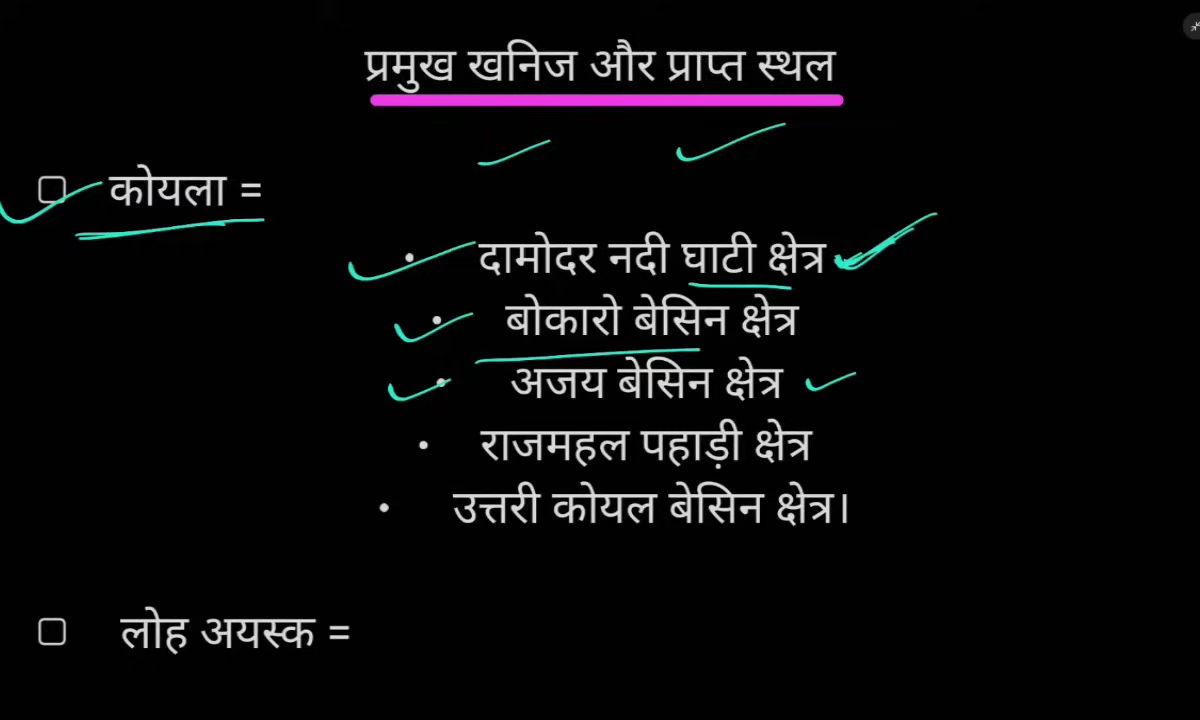 प्रमुख खनिज और प्राप्त स्थल
कोयला =
• दामोदर नदी घाटी क्षेत्र
• बोकारो बेसिन क्षेत्र
• अजय बेसिन क्षेत्र
• राजमहल पहाड़ी क्षेत्र
• उत्तरी कोयल बेसिन क्षेत्र।
लोह अयस्क =